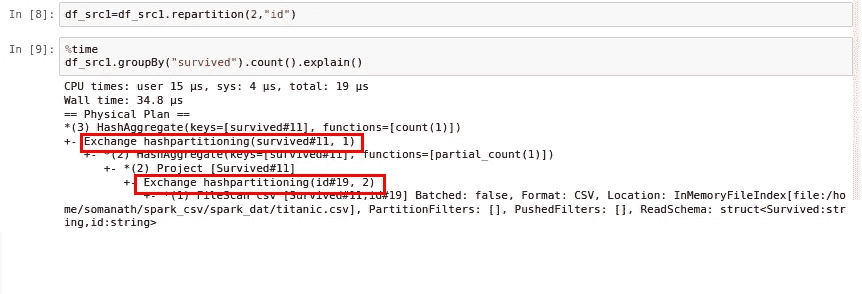 In [8]: df_src1=df_src1.repartition(2,"id")
In [9]: %time
df_src1.groupBy("survived").count().explain()
CPU times: user 15 µs, sys: 4 µs, total: 19 µs
Wall time: 34.8 µs
== Physical Plan ==
*(3) HashAggregate(keys=[survived#11], functions=[count(1)])
+- Exchange hashpartitioning(survived#11, 1)
+- *(2) HashAggregate(keys=[survived#11], functions=[partial_count(1)])
+- *(2) Project [Survived#11]
+- Exchange hashpartitioning(id#19, 2)
+- *(1) FileScan csv [Survived#11,id#19] Batched: false, Format: CSV, Location: InMemoryFileIndex[file:/ho
me/somanath/spark_csv/spark_dat/titanic.csv], PartitionFilters: [], PushedFilters: [], ReadSchema: struct<Survived:str
ing,id:string>